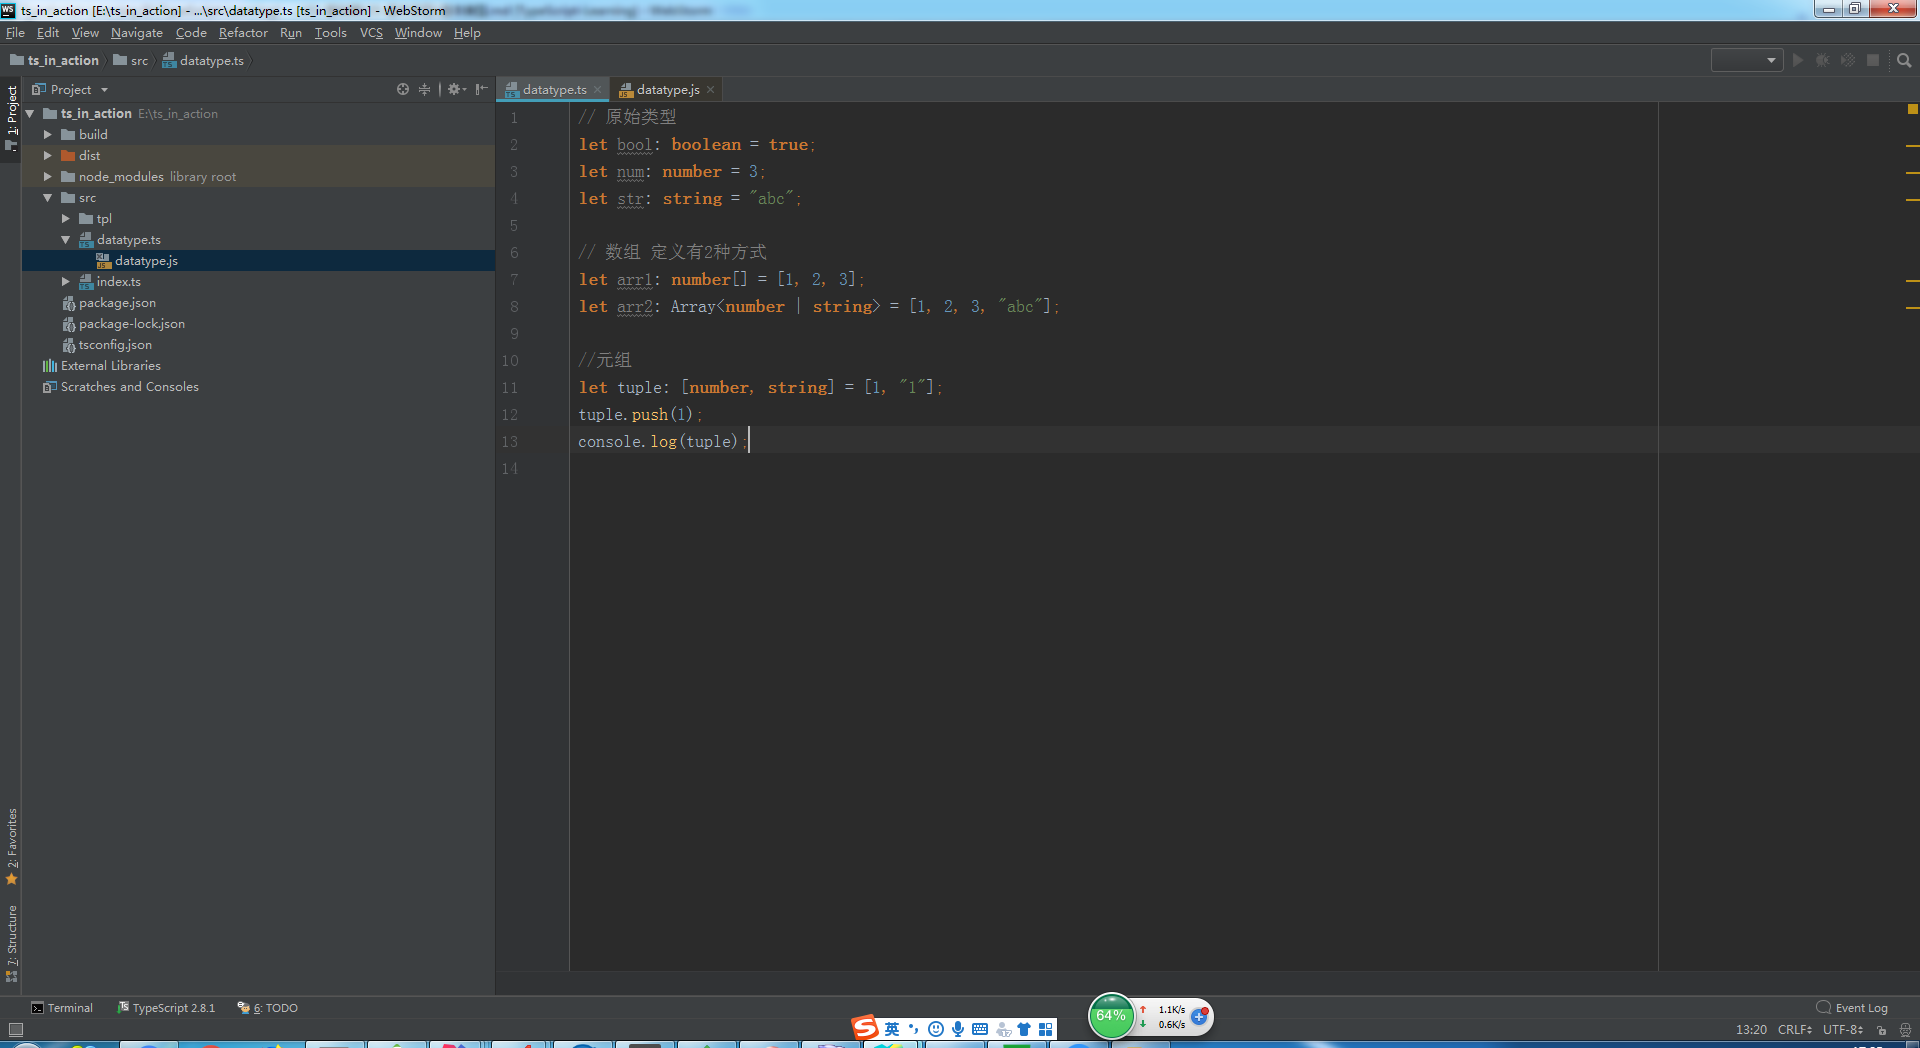 ts_in_action [E:\ts_in_action] - ...\src\datatype.ts [ts_in_action] - WebStorm
File Edit View Navigate Code Refactor Run Tools VCS Window Help
ts_in_action src datatype.ts
Project
datatype.ts datatype.js
1: Project
ts_in_action E:\ts_in_action
build
dist
node_modules library root
src
tpl
datatype.ts
datatype.js
index.ts
package.json
package-lock.json
tsconfig.json
External Libraries
Scratches and Consoles
2: Favorites
7: Structure
1 // 原始类型
2 let bool: boolean = true;
3 let num: number = 3;
4 let str: string = "abc";
5
6 // 数组 定义有2种方式
7 let arr1: number[] = [1, 2, 3];
8 let arr2: Array<number | string> = [1, 2, 3, "abc"];
9
10 //元组
11 let tuple: [number, string] = [1, "1"];
12 tuple.push(1);
13 console.log(tuple);
14
Terminal TypeScript 2.8.1 6: TODO
Event Log
64% 1.1K/s
0.6K/s
英
13:20 CRLF UTF-8